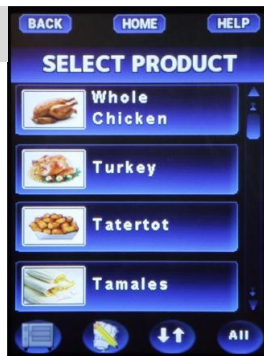 BACK HOME HELP
SELECT PRODUCT
Whole
Chicken
Turkey
Tatertot
Tamales
All